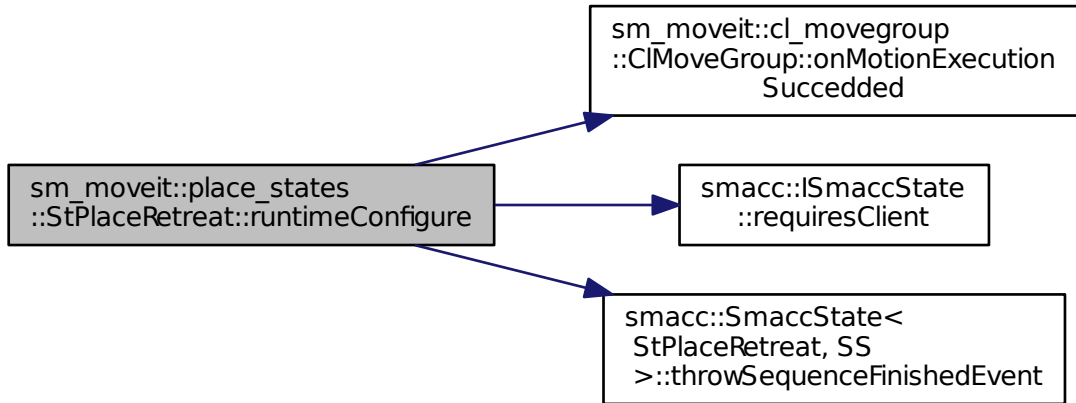 sm_moveit::place_states
::StPlaceRetreat::runtimeConfigure
sm_moveit::cl_movegroup
::ClMoveGroup::onMotionExecution
Succedded
smacc::ISmaccState
::requiresClient
smacc::SmaccState<
StPlaceRetreat, SS
>::throwSequenceFinishedEvent